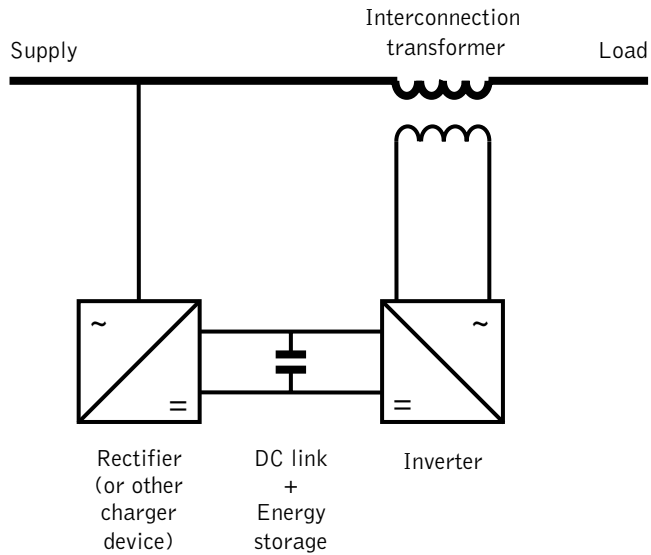 Interconnection
transformer
Supply
Load
~
=
~
=
Rectifier
(or other
charger
device)
DC link
+
Energy
storage
Inverter